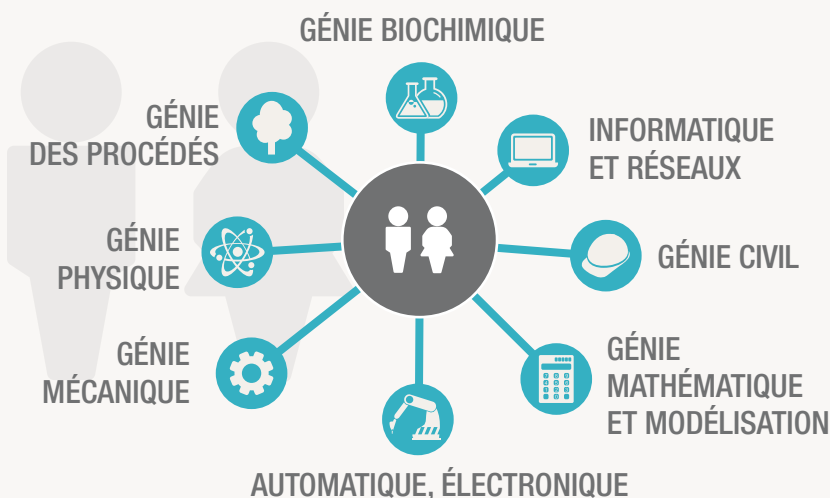 GÉNIE BIOCHIMIQUE
INFORMATIQUE
ET RÉSEAUX
GÉNIE CIVIL
GÉNIE
MATHÉMATIQUE
ET MODÉLISATION
AUTOMATIQUE, ÉLECTRONIQUE
GÉNIE
MÉCANIQUE
GÉNIE
PHYSIQUE
GÉNIE
DES PROCÉDÉS